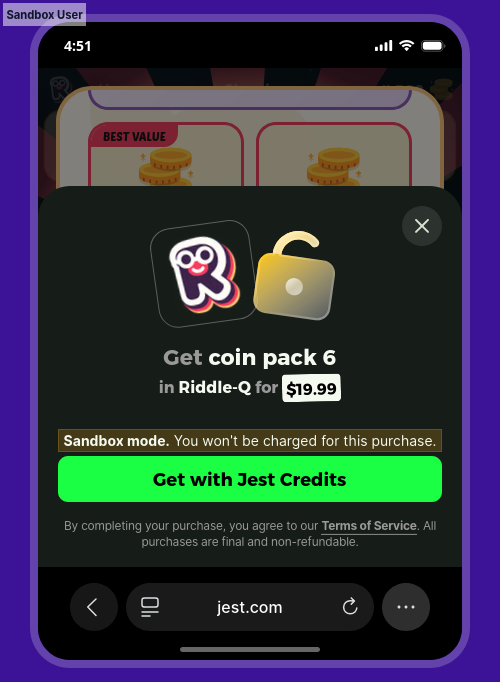 Sandbox User
4:51
BEST VALUE
Get coin pack 6
in Riddle-Q for $19.99
Sandbox mode. You won't be charged for this purchase.
Get with Jest Credits
By completing your purchase, you agree to our Terms of Service. All
purchases are final and non-refundable.
jest.com